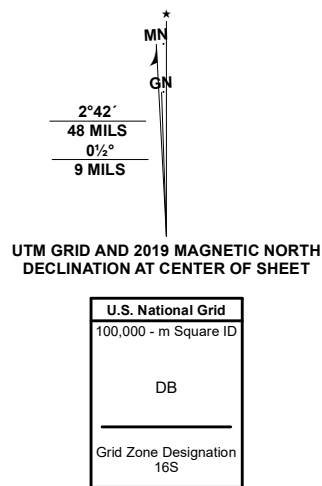 MN
GN
2°42´
48 MILS
0½°
9 MILS
UTM GRID AND 2019 MAGNETIC NORTH
DECLINATION AT CENTER OF SHEET
U.S. National Grid
100,000 - m Square ID
DB
Grid Zone Designation
16S